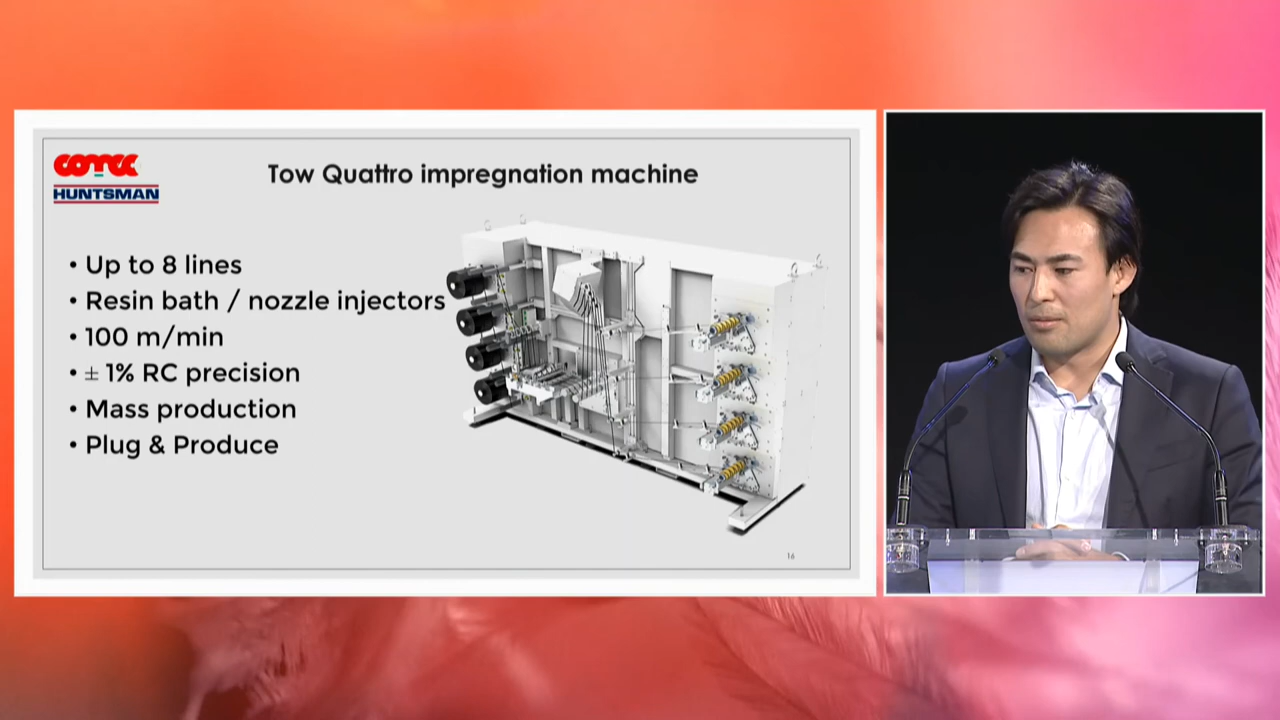 COTEC
HUNTSMAN
Tow Quattro impregnation machine
• Up to 8 lines
• Resin bath / nozzle injectors
• 100 m/min
• ± 1% RC precision
• Mass production
• Plug & Produce
16